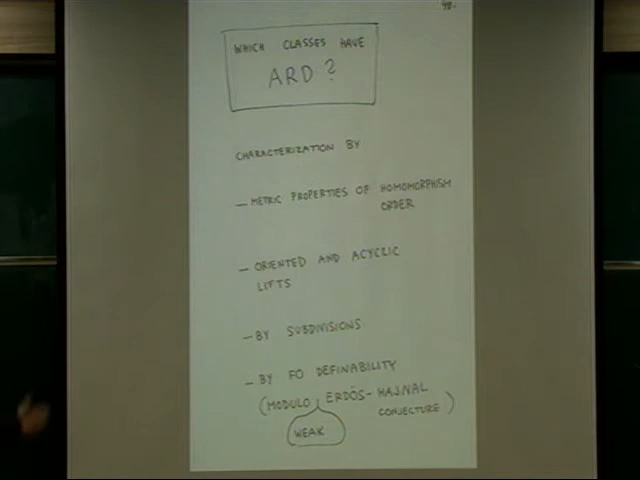 48.
WHICH CLASSES HAVE
ARD?
CHARACTERIZATION BY
— METRIC PROPERTIES OF HOMOMORPHISM
ORDER
— ORIENTED AND ACYCLIC
LIFTS
— BY SUBDIVISIONS
— BY FO DEFINABILITY
(MODULO ERDÖS-HAJNAL
CONJECTURE)
WEAK